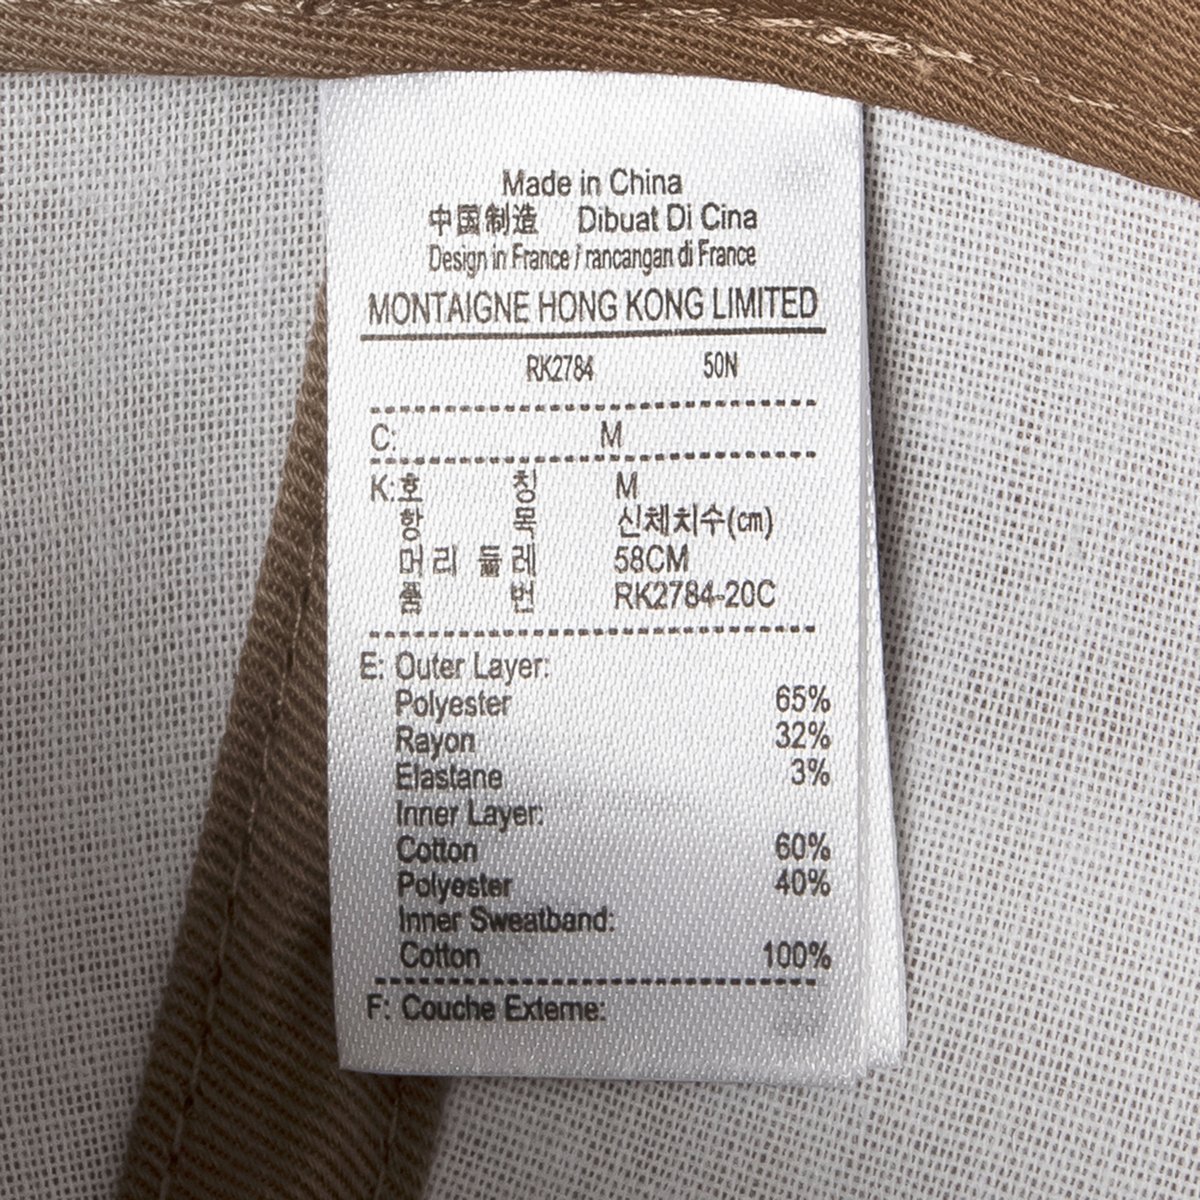 Made in China
中国制造 Dibuat Di Cina
Design in France / rancangan di France
MONTAIGNE HONG KONG LIMITED
RK2784 50N
C: M
K:호 칭 M
항 목 신체치수(cm)
머리 둘레 58CM
품 번 RK2784-20C
E: Outer Layer:
Polyester 65%
Rayon 32%
Elastane 3%
Inner Layer:
Cotton 60%
Polyester 40%
Inner Sweatband:
Cotton 100%
F: Couche Externe: